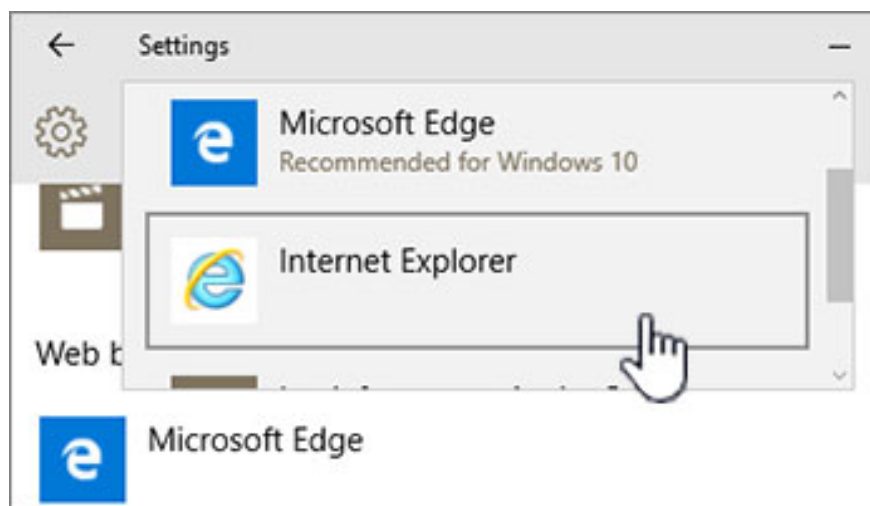 Settings
Microsoft Edge
Recommended for Windows 10
Internet Explorer
Web b
Microsoft Edge